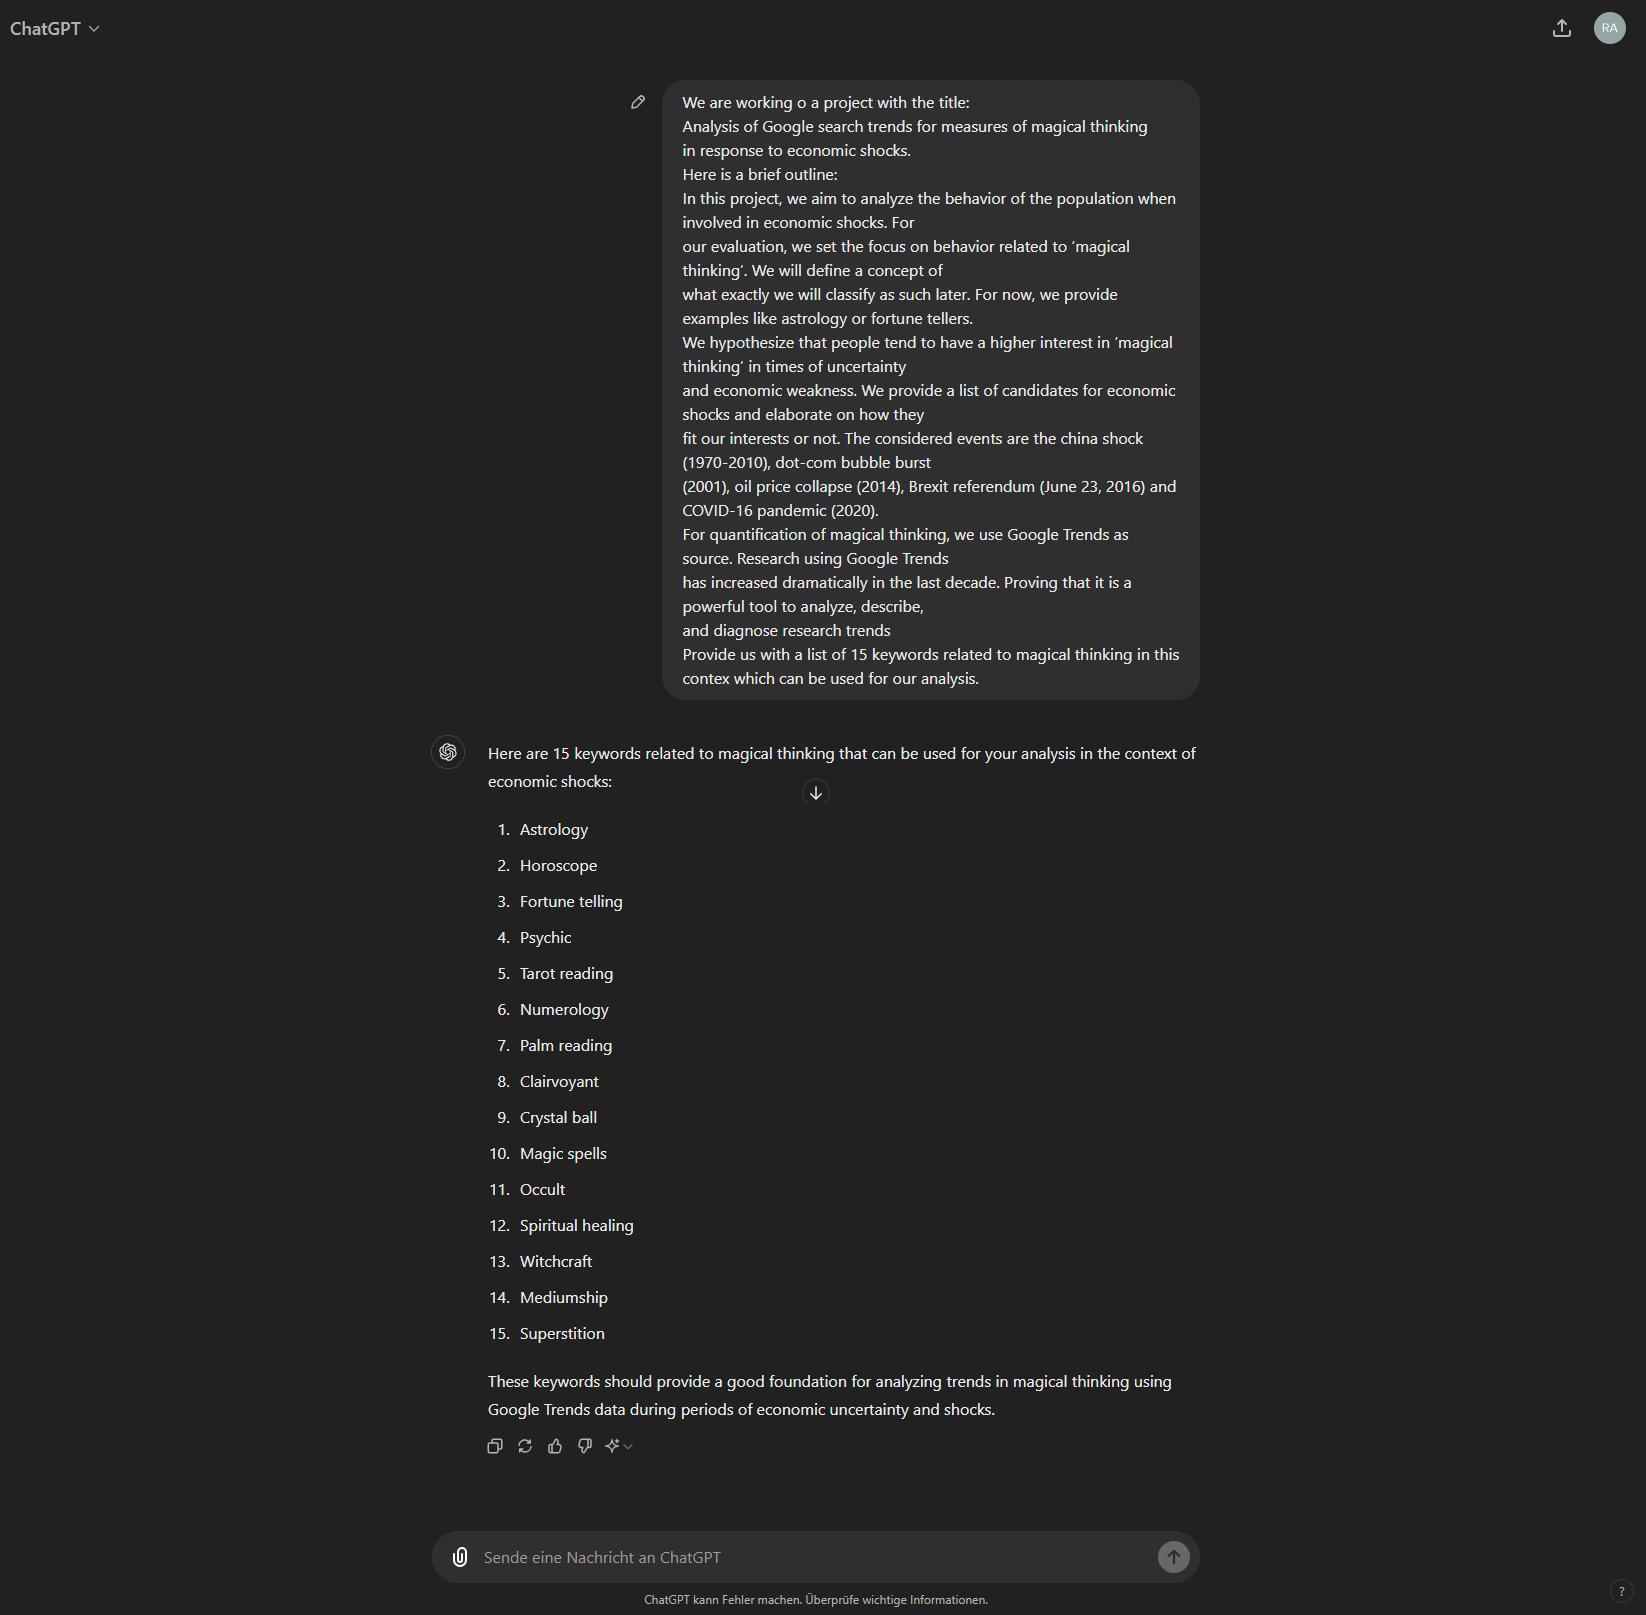 ChatGPT
RA
We are working o a project with the title:
Analysis of Google search trends for measures of magical thinking
in response to economic shocks.
Here is a brief outline:
In this project, we aim to analyze the behavior of the population when
involved in economic shocks. For
our evaluation, we set the focus on behavior related to ‘magical
thinking’. We will define a concept of
what exactly we will classify as such later. For now, we provide
examples like astrology or fortune tellers.
We hypothesize that people tend to have a higher interest in ‘magical
thinking’ in times of uncertainty
and economic weakness. We provide a list of candidates for economic
shocks and elaborate on how they
fit our interests or not. The considered events are the china shock
(1970-2010), dot-com bubble burst
(2001), oil price collapse (2014), Brexit referendum (June 23, 2016) and
COVID-16 pandemic (2020).
For quantification of magical thinking, we use Google Trends as
source. Research using Google Trends
has increased dramatically in the last decade. Proving that it is a
powerful tool to analyze, describe,
and diagnose research trends
Provide us with a list of 15 keywords related to magical thinking in this
contex which can be used for our analysis.
Here are 15 keywords related to magical thinking that can be used for your analysis in the context of
economic shocks:
1. Astrology
2. Horoscope
3. Fortune telling
4. Psychic
5. Tarot reading
6. Numerology
7. Palm reading
8. Clairvoyant
9. Crystal ball
10. Magic spells
11. Occult
12. Spiritual healing
13. Witchcraft
14. Mediumship
15. Superstition
These keywords should provide a good foundation for analyzing trends in magical thinking using
Google Trends data during periods of economic uncertainty and shocks.
Sende eine Nachricht an ChatGPT
ChatGPT kann Fehler machen. Überprüfe wichtige Informationen.
?